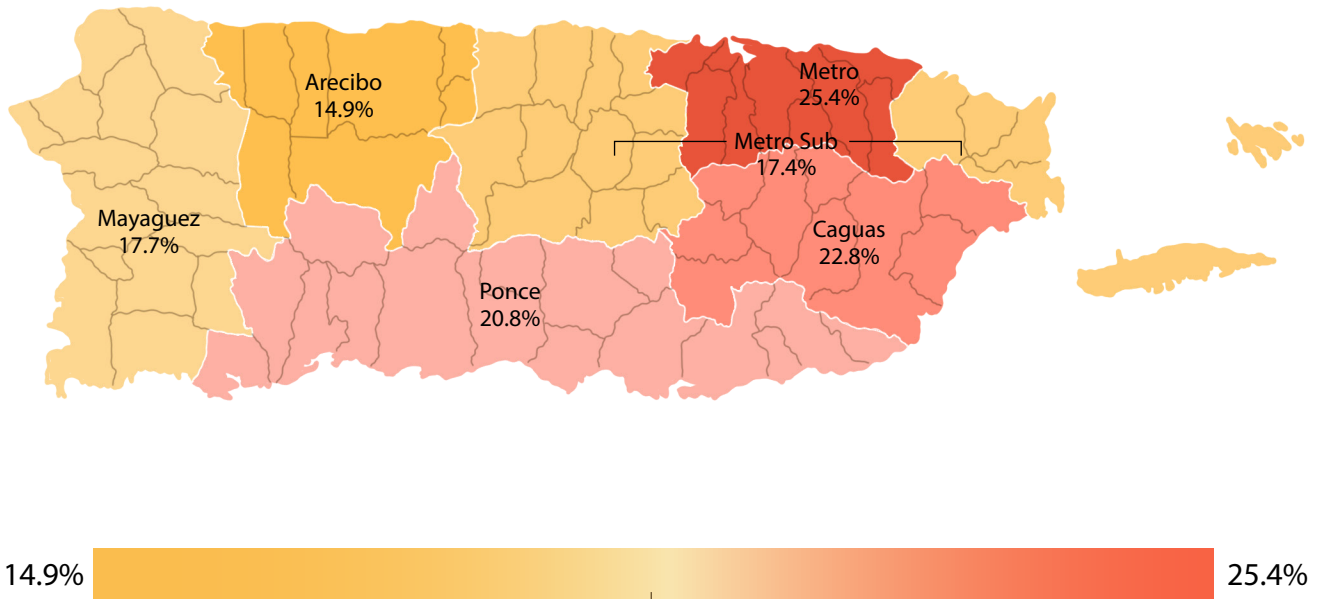 Arecibo
14.9%
Metro
25.4%
Metro Sub
17.4%
Mayaguez
17.7%
Caguas
22.8%
Ponce
20.8%
14.9%
25.4%